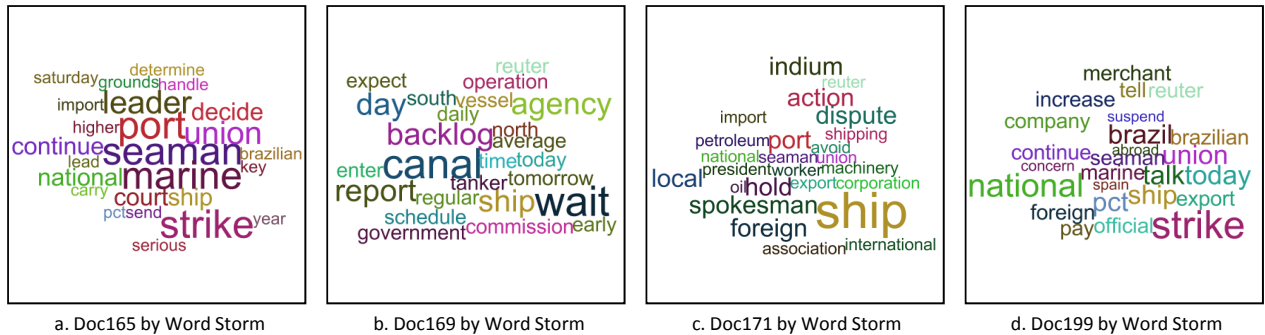 saturday determine
grounds handle
import leader
higher port decide
union
continue seaman brazilian
lead key
national marine
carry court ship
pct send
strike year
serious
a. Doc165 by Word Storm
reuter
expect operation
day south vessel agency
daily
backlog north
average
enter canal time today
tanker tomorrow
report regular ship wait
schedule
government commission early
b. Doc169 by Word Storm
indium
reuter
action
import dispute
petroleum port shipping
avoid
national seaman union
president worker machinery
local oil hold export corporation
spokesman ship
foreign
association international
c. Doc171 by Word Storm
merchant
increase tell reuter
company suspend
brazil brazilian
continue abroad
seaman union
concern marine talk today
national spain
pct ship export
foreign
pay official strike
d. Doc199 by Word Storm